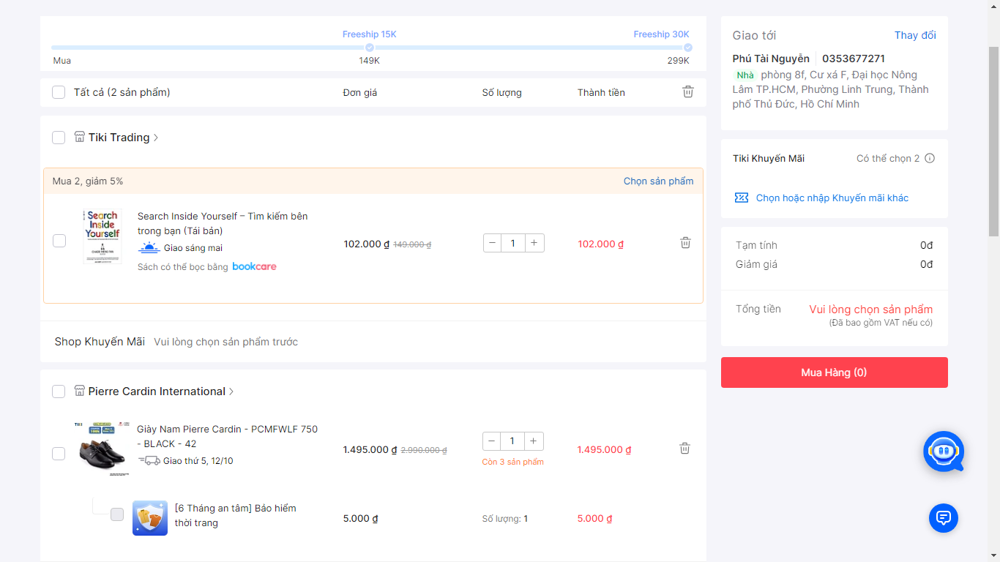 Freeship 15K
Freeship 30K
Mua
149K
299K
Tất cả (2 sản phẩm)
Đơn giá
Số lượng
Thành tiền
Tiki Trading
Mua 2, giảm 5%
Chọn sản phẩm
Search
Inside
Yourself
Search Inside Yourself – Tìm kiếm bên
trong bạn (Tái bản)
Giao sáng mai
Sách có thể bọc bằng bookcare
102.000 ₫ 149.000 ₫
1
102.000 ₫
Shop Khuyến Mãi Vui lòng chọn sản phẩm trước
Pierre Cardin International
TIKI
Giày Nam Pierre Cardin - PCMFWLF 750
- BLACK - 42
Giao thứ 5, 12/10
1.495.000 ₫ 2.990.000 ₫
1
Còn 3 sản phẩm
1.495.000 ₫
[6 Tháng an tâm] Bảo hiểm
thời trang
5.000 ₫
Số lượng: 1
5.000 ₫
Giao tới
Thay đổi
Phú Tài Nguyễn
0353677271
Nhà phòng 8f, Cư xá F, Đại học Nông
Lâm TP.HCM, Phường Linh Trung, Thành
phố Thủ Đức, Hồ Chí Minh
Tiki Khuyến Mãi
Có thể chọn 2
Chọn hoặc nhập Khuyến mãi khác
Tạm tính
0đ
Giảm giá
0đ
Tổng tiền
Vui lòng chọn sản phẩm
(Đã bao gồm VAT nếu có)
Mua Hàng (0)